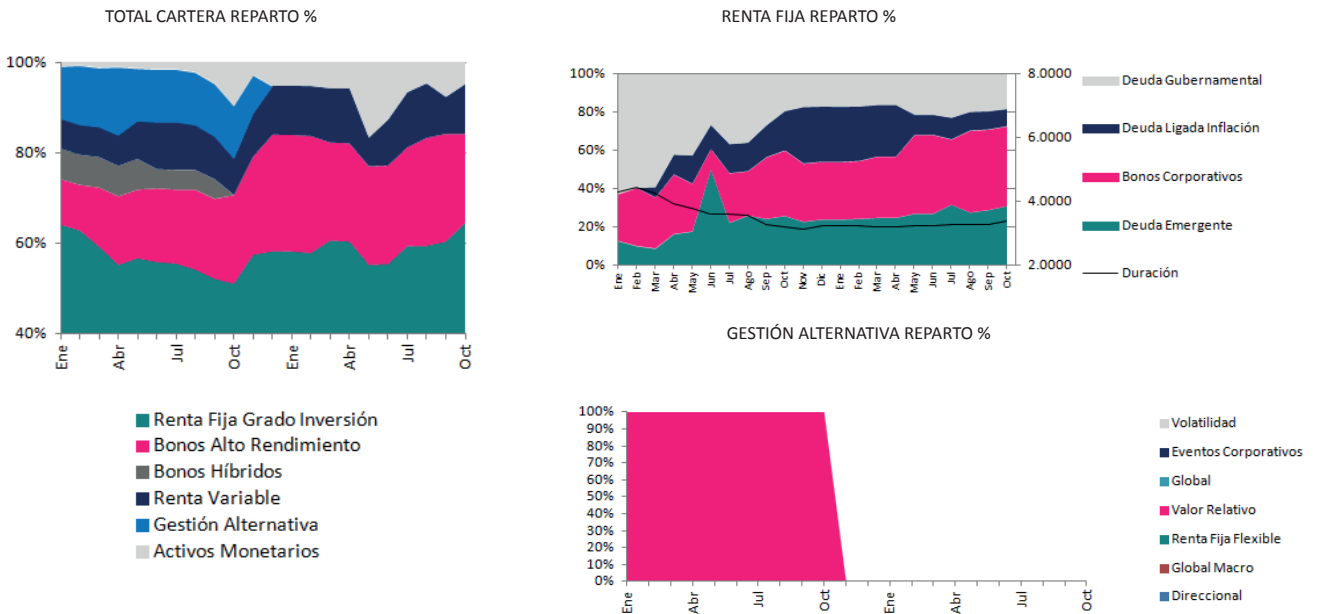 TOTAL CARTERA REPARTO %
100%
80%
60%
40%
Ene
Abr
Jul
Oct
Ene
Abr
Jul
Oct
Renta Fija Grado Inversión
Bonos Alto Rendimiento
Bonos Híbridos
Renta Variable
Gestión Alternativa
Activos Monetarios
RENTA FIJA REPARTO %
100%
80%
60%
40%
20%
0%
8.0000
6.0000
4.0000
2.0000
Ene
Feb
Mar
Abr
May
Jun
Jul
Ago
Sep
Oct
Nov
Dic
Ene
Feb
Mar
Abr
May
Jun
Jul
Ago
Sep
Oct
Deuda Gubernamental
Deuda Ligada Inflación
Bonos Corporativos
Deuda Emergente
Duración
GESTIÓN ALTERNATIVA REPARTO %
100%
90%
80%
70%
60%
50%
40%
30%
20%
10%
0%
Ene
Abr
Jul
Oct
Ene
Abr
Jul
Oct
Volatilidad
Eventos Corporativos
Global
Valor Relativo
Renta Fija Flexible
Global Macro
Direccional